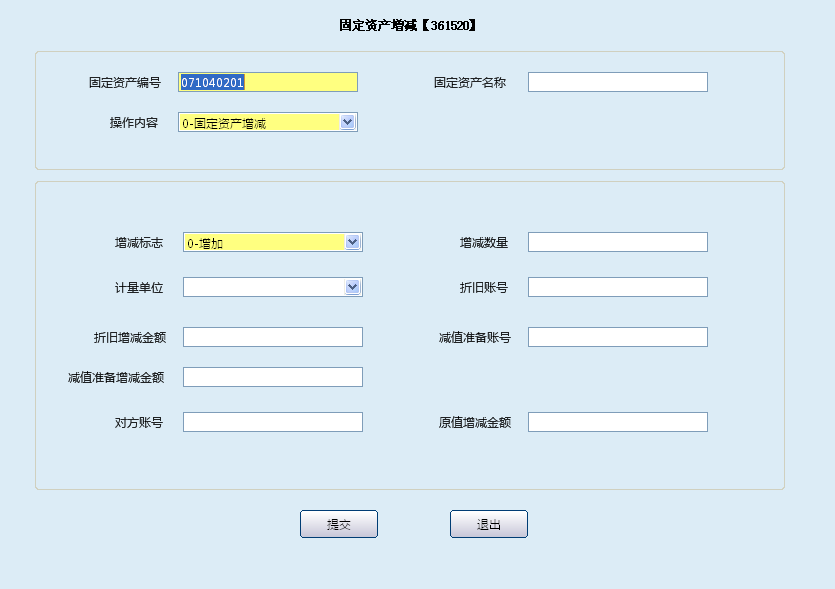 固定资产增减【361520】
固定资产编号 071040201 固定资产名称
操作内容 0-固定资产增减
增减标志 0-增加 增减数量
计量单位 折旧账号
折旧增减金额 减值准备账号
减值准备增减金额
对方账号 原值增减金额
提交 退出